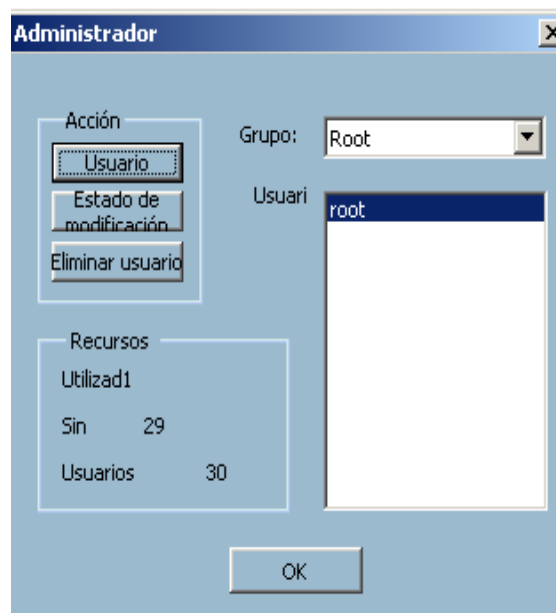 Administrador
Acción
Usuario
Estado de
modificación
Eliminar usuario
Grupo:
Root
Usuari
root
Recursos
Utilizad1
Sin 29
Usuarios 30
OK